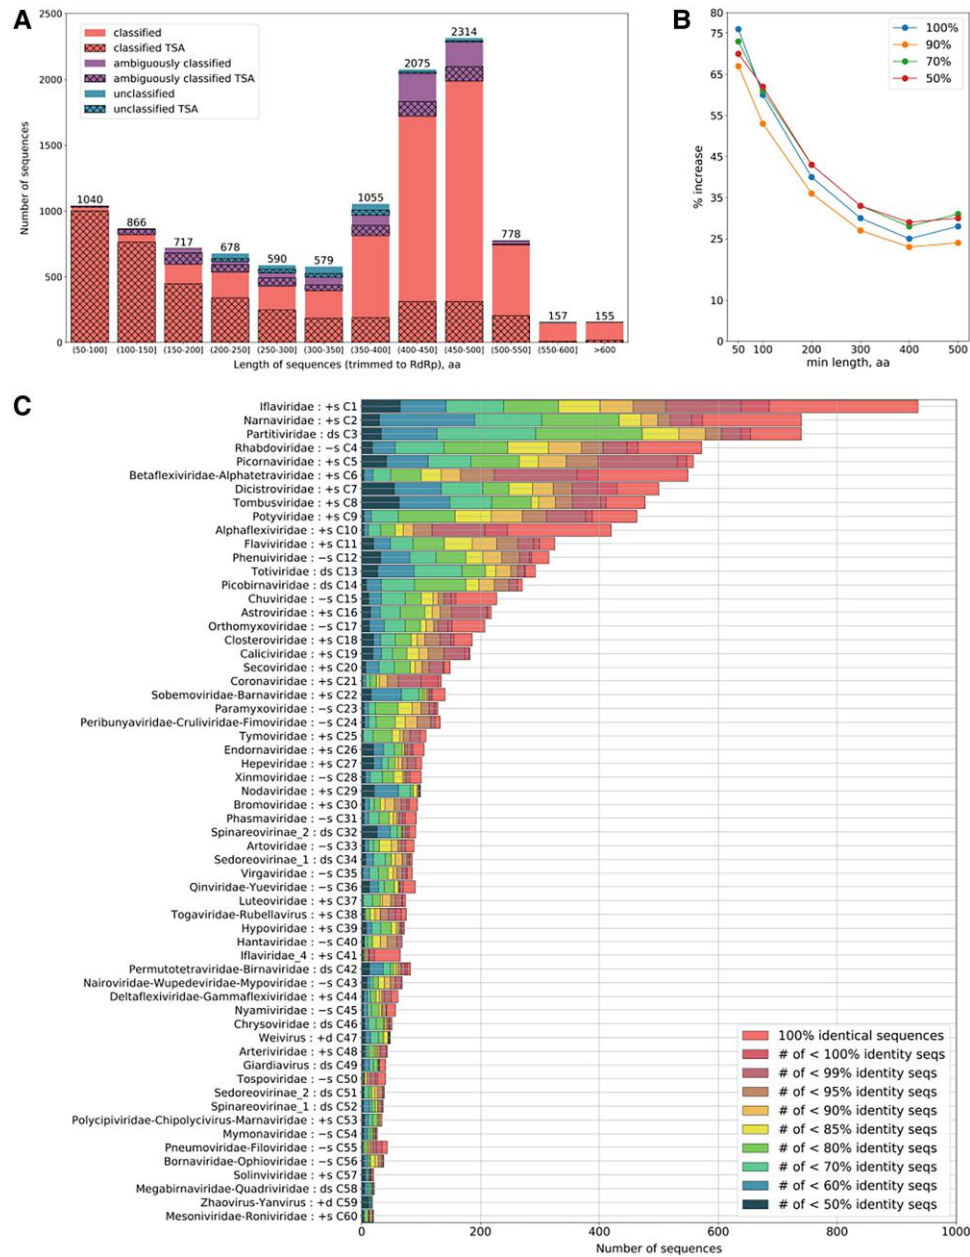 A
2500
2000
1500
1000
500
0
Number of sequences
classified
classified TSA
ambiguously classified
ambiguously classified TSA
unclassified
unclassified TSA
1040
866
717
678
590
579
1055
2075
2314
778
157
155
(50-100]
(100-150]
(150-200]
(200-250]
(250-300]
(300-350]
(350-400]
(400-450]
(450-500]
(500-550]
(550-600]
>600
Length of sequences (trimmed to RdRp), aa
B
80
75
65
55
45
35
25
10
0
% increase
100%
90%
70%
50%
50 100 200 300 400 500
min length, aa
C
Iflaviridae : +s C1
Narnaviridae : +s C2
Partitiviridae : ds C3
Rhabdoviridae : −s C4
Picornaviridae : +s C5
Betaflexiviridae-Alphatetraviridae : +s C6
Dicistroviridae : +s C7
Tombusviridae : +s C8
Potyviridae : +s C9
Alphaflexiviridae : +s C10
Flaviviridae : +s C11
Phenuiviridae : −s C12
Totiviridae : ds C13
Picobirnaviridae : ds C14
Chuviridae : −s C15
Astroviridae : +s C16
Orthomyxoviridae : −s C17
Closteroviridae : +s C18
Caliciviridae : +s C19
Secoviridae : +s C20
Coronaviridae : +s C21
Sobemoviridae-Barnaviridae : +s C22
Paramyxoviridae : −s C23
Peribunyaviridae-Cruliviridae-Fimoviridae : −s C24
Tymoviridae : +s C25
Endornaviridae : +s C26
Hepeviridae : +s C27
Xinmoviridae : −s C28
Nodaviridae : +s C29
Bromoviridae : +s C30
Phasmaviridae : −s C31
Spinareovirinae_2 : ds C32
Artoviridae : −s C33
Sedoreovirinae_1 : ds C34
Virgaviridae : −s C35
Qinviridae-Yueviridae : −s C36
Luteoviridae : +s C37
Togaviridae-Rubellavirus : +s C38
Hypoviridae : +s C39
Hantaviridae : −s C40
Iflaviridae_4 : +s C41
Permutotetraviridae-Birnaviridae : ds C42
Nairoviridae-Wupedeviridae-Mypoviridae : −s C43
Deltaflexiviridae-Gammaflexiviridae : +s C44
Nyamiviridae : −s C45
Chrysoviridae : ds C46
Weivirus : +d C47
Arteriviridae : +s C48
Giardiavirus : ds C49
Tospoviridae : −s C50
Sedoreovirinae_2 : ds C51
Spinareovirinae_1 : ds C52
Polycipiviridae-Chipolycivirus-Marnaviridae : +s C53
Mymonaviridae : −s C54
Pneumoviridae-Filoviridae : −s C55
Bornaviridae-Ophioviridae : −s C56
Solinviviridae : +s C57
Megabirnaviridae-Quadriviridae : ds C58
Zhaovirus-Yanvirus : +d C59
Mesoniviridae-Roniviridae : +s C60
100% identical sequences
# of < 100% identity seqs
# of < 99% identity seqs
# of < 95% identity seqs
# of < 90% identity seqs
# of < 85% identity seqs
# of < 80% identity seqs
# of < 70% identity seqs
# of < 60% identity seqs
# of < 50% identity seqs
0 200 400 600 800 1000
Number of sequences